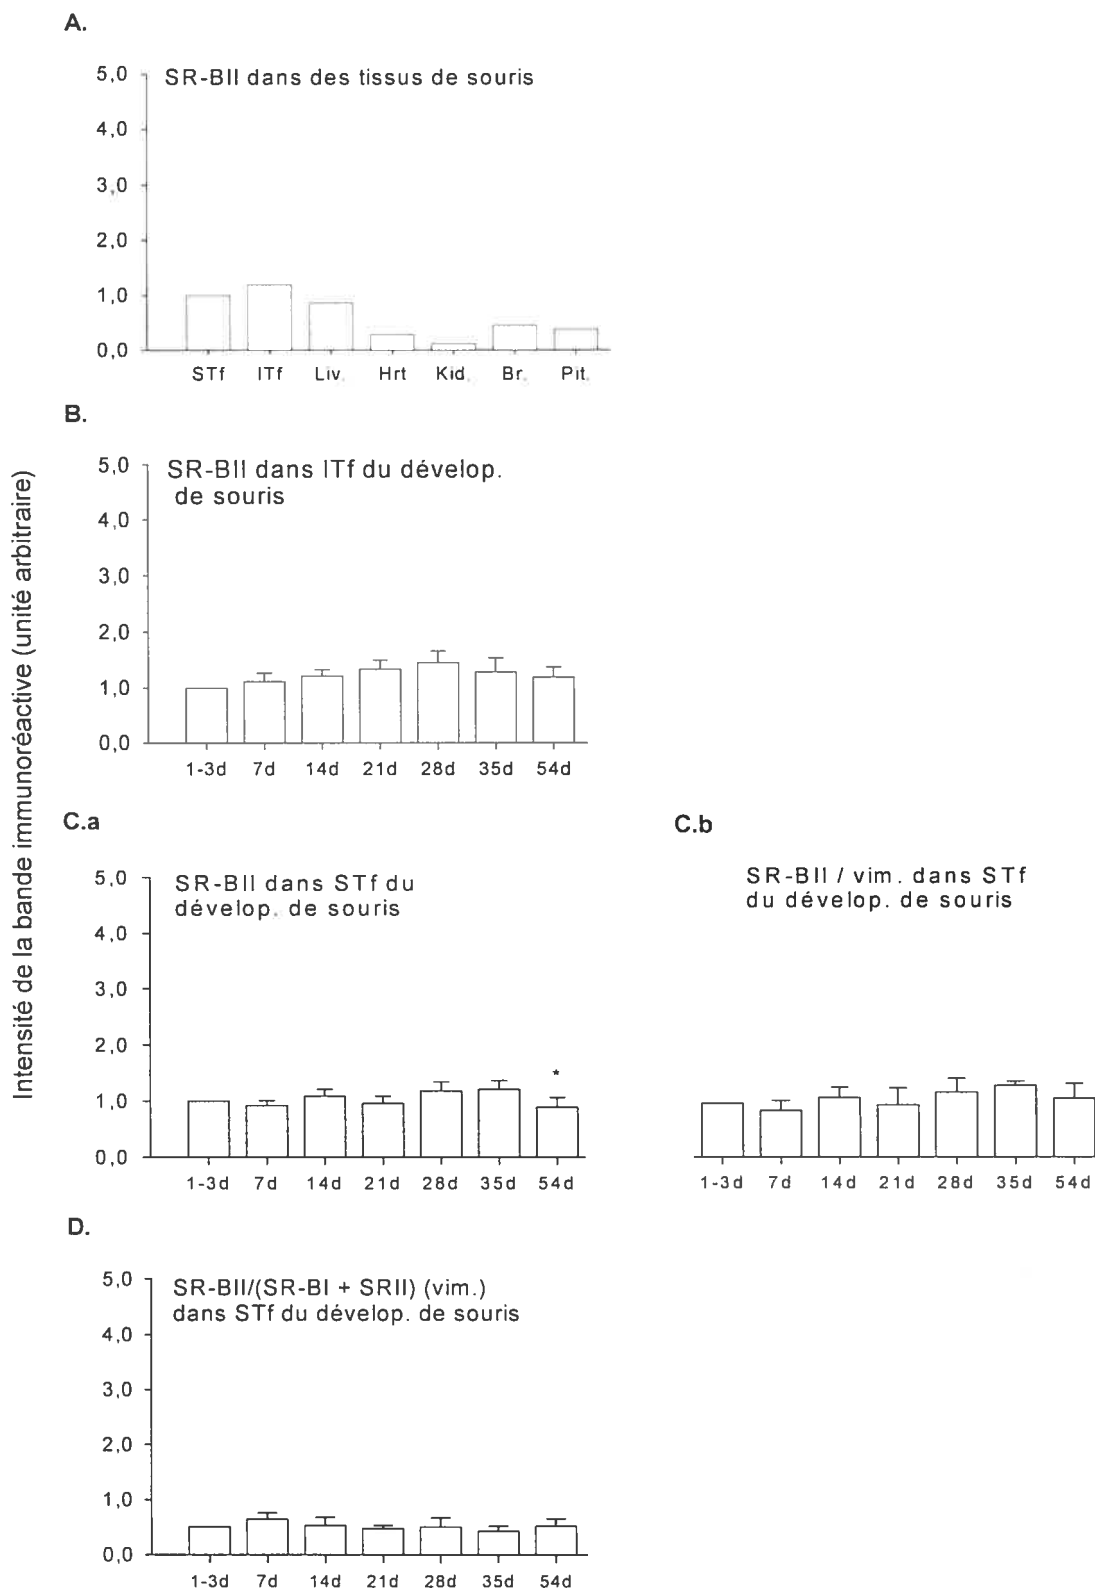 A.
SR-BII dans des tissus de souris
5,0
4,0
3,0
2,0
1,0
0,0
STf ITf Liv. Hrt Kid. Br. Pit.
B.
SR-BII dans ITf du dévelop.
de souris
5,0
4,0
3,0
2,0
1,0
0,0
1-3d 7d 14d 21d 28d 35d 54d
Intensité de la bande immunoréactive (unité arbitraire)
C.a
SR-BII dans STf du
dévelop. de souris
5,0
4,0
3,0
2,0
1,0
0,0
*
1-3d 7d 14d 21d 28d 35d 54d
C.b
SR-BII / vim. dans STf
du dévelop. de souris
1-3d 7d 14d 21d 28d 35d 54d
D.
SR-BII/(SR-BI + SRII) (vim.)
dans STf du dévelop. de souris
5,0
4,0
3,0
2,0
1,0
0,0
1-3d 7d 14d 21d 28d 35d 54d